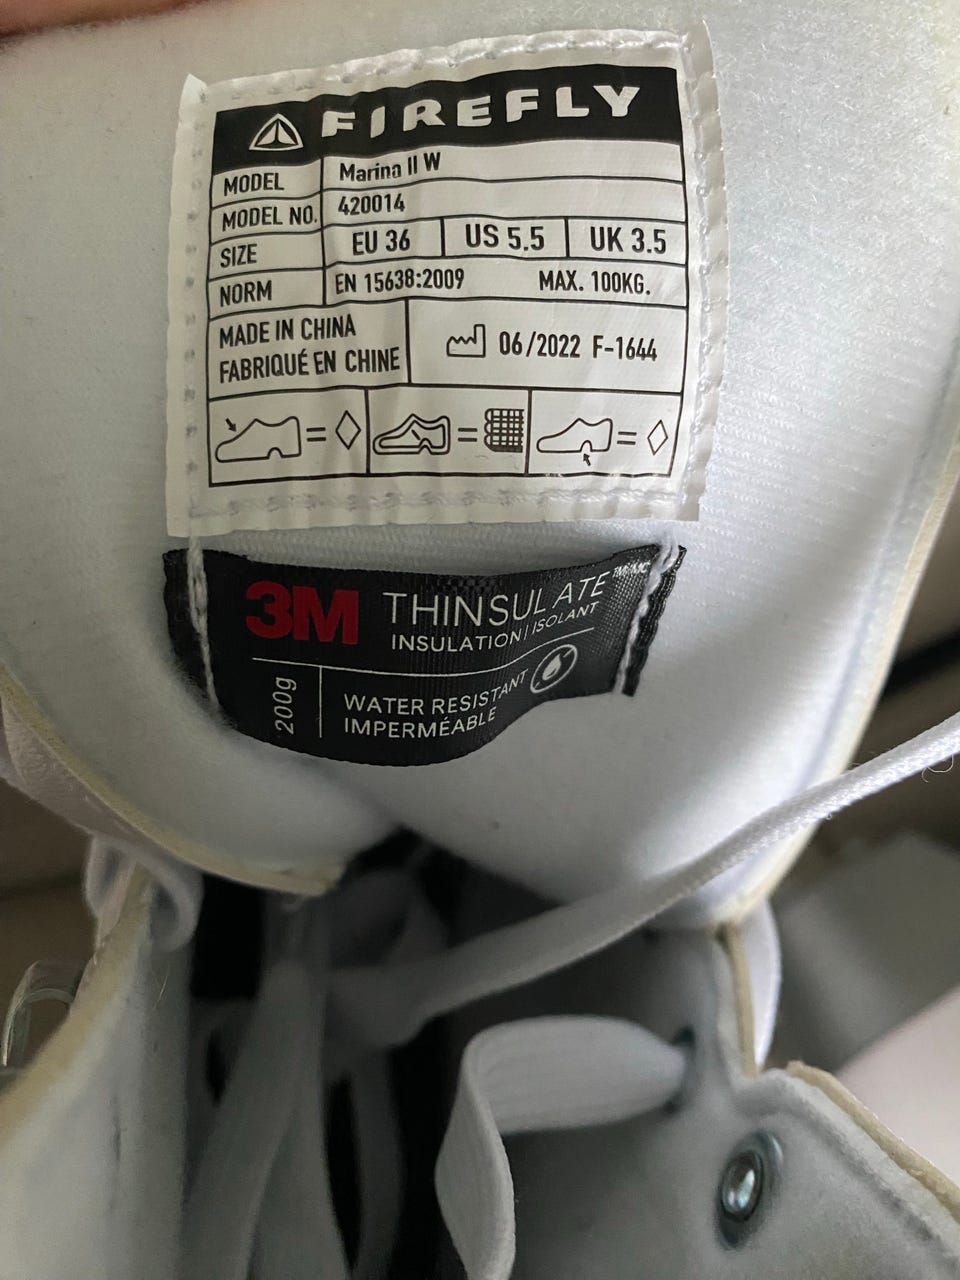 FIREFLY
MODEL Marina II W
MODEL NO. 420014
SIZE EU 36 US 5.5 UK 3.5
NORM EN 15638:2009 MAX. 100KG.
MADE IN CHINA
FABRIQUÉ EN CHINE
06/2022 F-1644
= = =
3M THINSULATE™/MC
INSULATION | ISOLANT
200g
WATER RESISTANT
IMPERMÉABLE